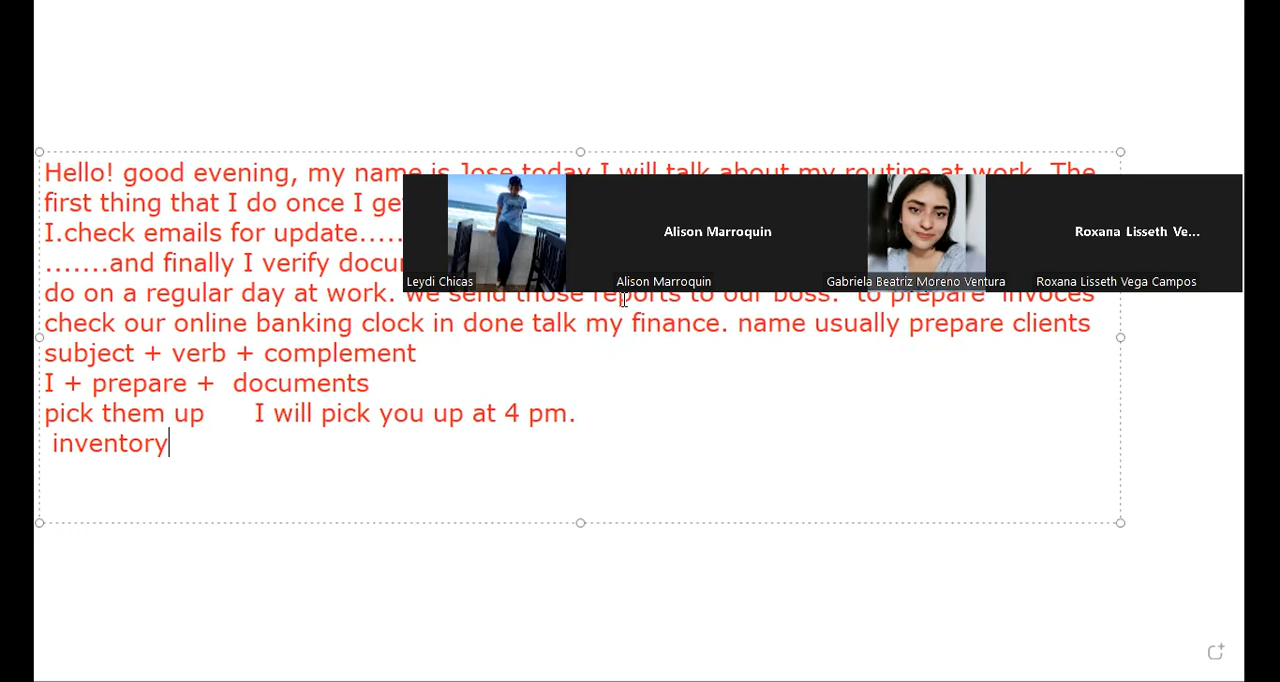 Hello! good evening, my name is Jose today I will talk about my routine at work. The
first thing that I do once I ge
I.check emails for update.....
.......and finally I verify docu
do on a regular day at work. We send those reports to our boss. to prepare invoces
check our online banking clock in done talk my finance. name usually prepare clients
subject + verb + complement
I + prepare + documents
pick them up I will pick you up at 4 pm.
inventory
Alison Marroquin
Roxana Lisseth Ve...
Leydi Chicas
Alison Marroquin
Gabriela Beatriz Moreno Ventura
Roxana Lisseth Vega Campos